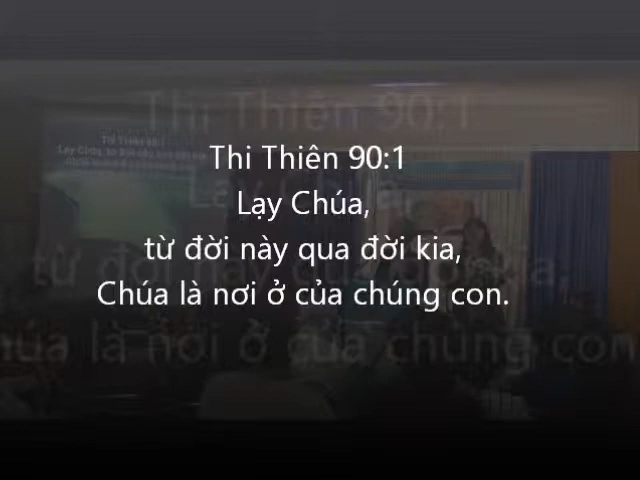 Thi Thiên 90:1
Lạy Chúa,
từ đời này qua đời kia,
Chúa là nơi ở của chúng con.